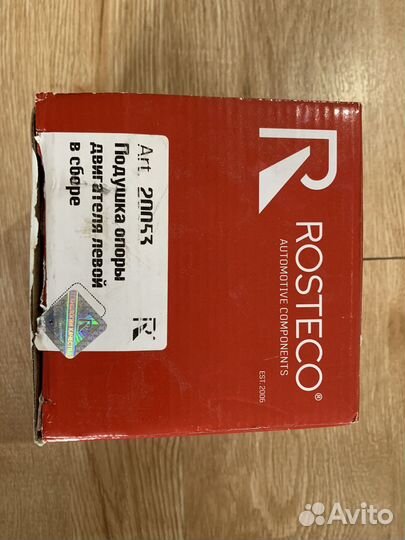 Art. 20053
Подушка опоры
двигателя левой
в сборе
R
ROSTECO®
AUTOMOTIVE COMPONENTS
EST. 2006
Avito